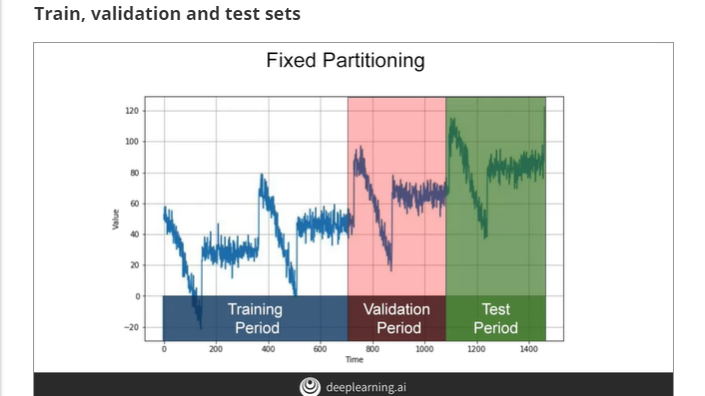 Train, validation and test sets
Fixed Partitioning
120
100
80
60
40
20
0
−20
Value
Training
Period
Validation
Period
Test
Period
0 200 400 600 800 1000 1200 1400
Time
deeplearning.ai